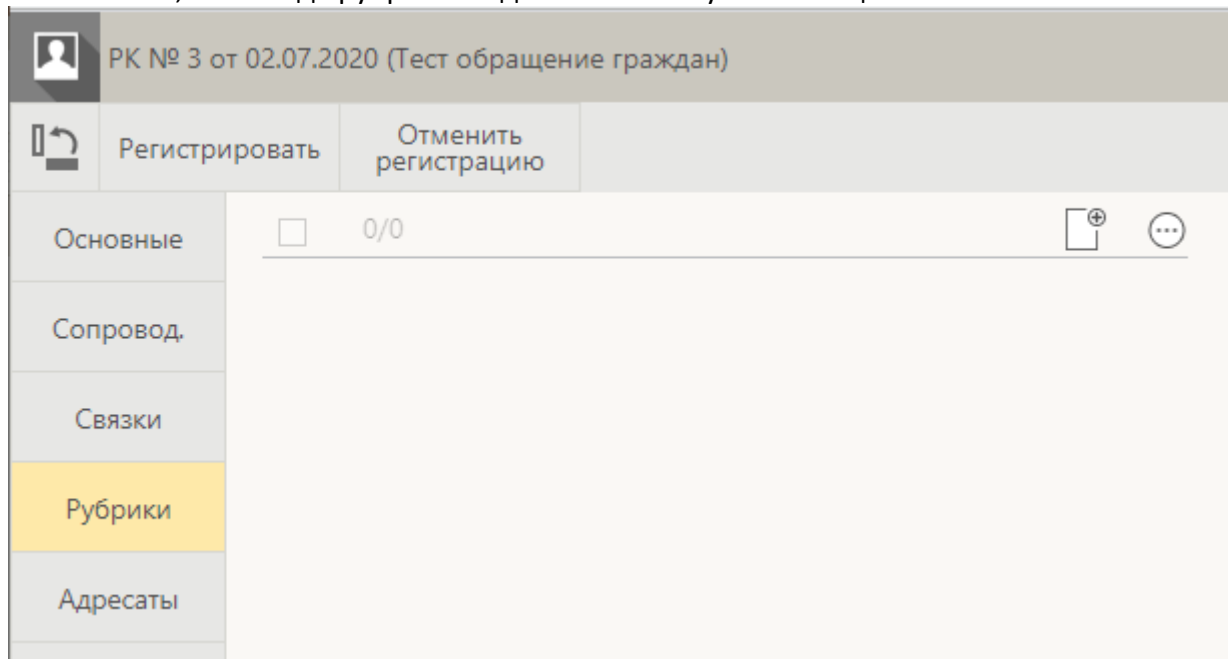 РК № 3 от 02.07.2020 (Тест обращение граждан)
Регистрировать
Отменить
регистрацию
Основные
0/0
Сопровод.
Связки
Рубрики
Адресаты